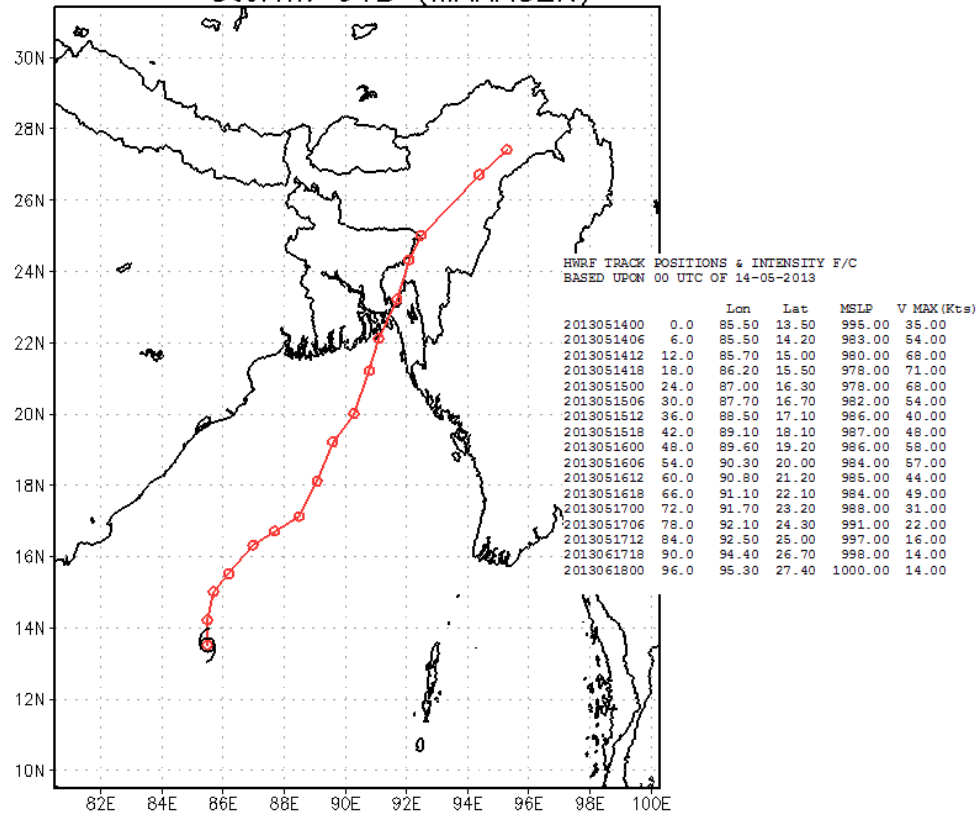 30N
28N
26N
24N
22N
20N
18N
16N
14N
12N
10N
82E 84E 86E 88E 90E 92E 94E 96E 98E 100E
HWRF TRACK POSITIONS & INTENSITY F/C
BASED UPON 00 UTC OF 14-05-2013
Lon Lat MSLP V MAX(Kts)
2013051400 0.0 85.50 13.50 995.00 35.00
2013051406 6.0 85.50 14.20 983.00 54.00
2013051412 12.0 85.70 15.00 980.00 68.00
2013051418 18.0 86.20 15.50 978.00 71.00
2013051500 24.0 87.00 16.30 978.00 68.00
2013051506 30.0 87.70 16.70 982.00 54.00
2013051512 36.0 88.50 17.10 986.00 40.00
2013051518 42.0 89.10 18.10 987.00 48.00
2013051600 48.0 89.60 19.20 986.00 58.00
2013051606 54.0 90.30 20.00 984.00 57.00
2013051612 60.0 90.80 21.20 985.00 44.00
2013051618 66.0 91.10 22.10 984.00 49.00
2013051700 72.0 91.70 23.20 988.00 31.00
2013051706 78.0 92.10 24.30 991.00 22.00
2013051712 84.0 92.50 25.00 997.00 16.00
2013061718 90.0 94.40 26.70 998.00 14.00
2013061800 96.0 95.30 27.40 1000.00 14.00